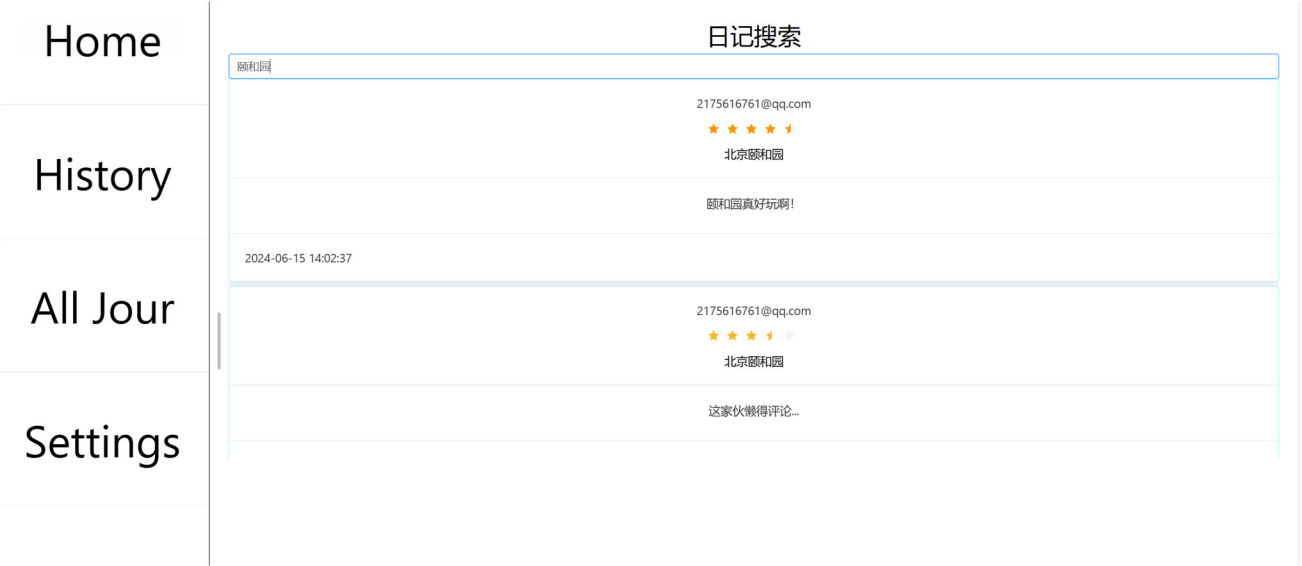 Home
History
All Jour
Settings
日记搜索
颐和园
2175616761@qq.com
北京颐和园
颐和园真好玩啊!
2024-06-15 14:02:37
2175616761@qq.com
北京颐和园
这家伙懒得评论...